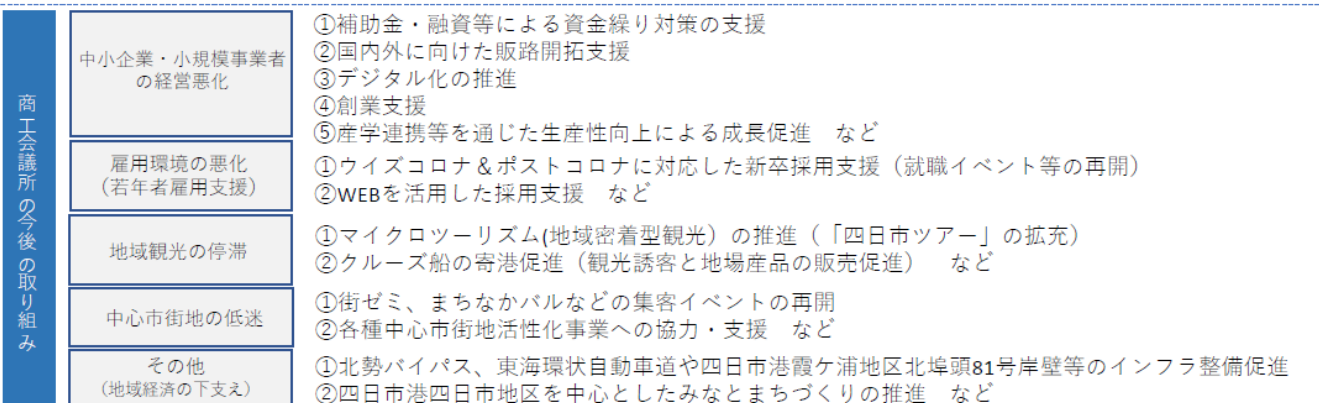 商工会議所の今後の取り組み
中小企業・小規模事業者
の経営悪化
①補助金・融資等による資金繰り対策の支援
②国内外に向けた販路開拓支援
③デジタル化の推進
④創業支援
⑤産学連携等を通じた生産性向上による成長促進　など
雇用環境の悪化
(若年者雇用支援)
①ウイズコロナ＆ポストコロナに対応した新卒採用支援（就職イベント等の再開）
②WEBを活用した採用支援　など
地域観光の停滞
①マイクロツーリズム(地域密着型観光）の推進（「四日市ツアー」の拡充）
②クルーズ船の寄港促進（観光誘客と地場産品の販売促進）　など
中心市街地の低迷
①街ゼミ、まちなかバルなどの集客イベントの再開
②各種中心市街地活性化事業への協力・支援　など
その他
（地域経済の下支え）
①北勢バイパス、東海環状自動車道や四日市港霞ケ浦地区北埠頭81号岸壁等のインフラ整備促進
②四日市港四日市地区を中心としたみなとまちづくりの推進　など